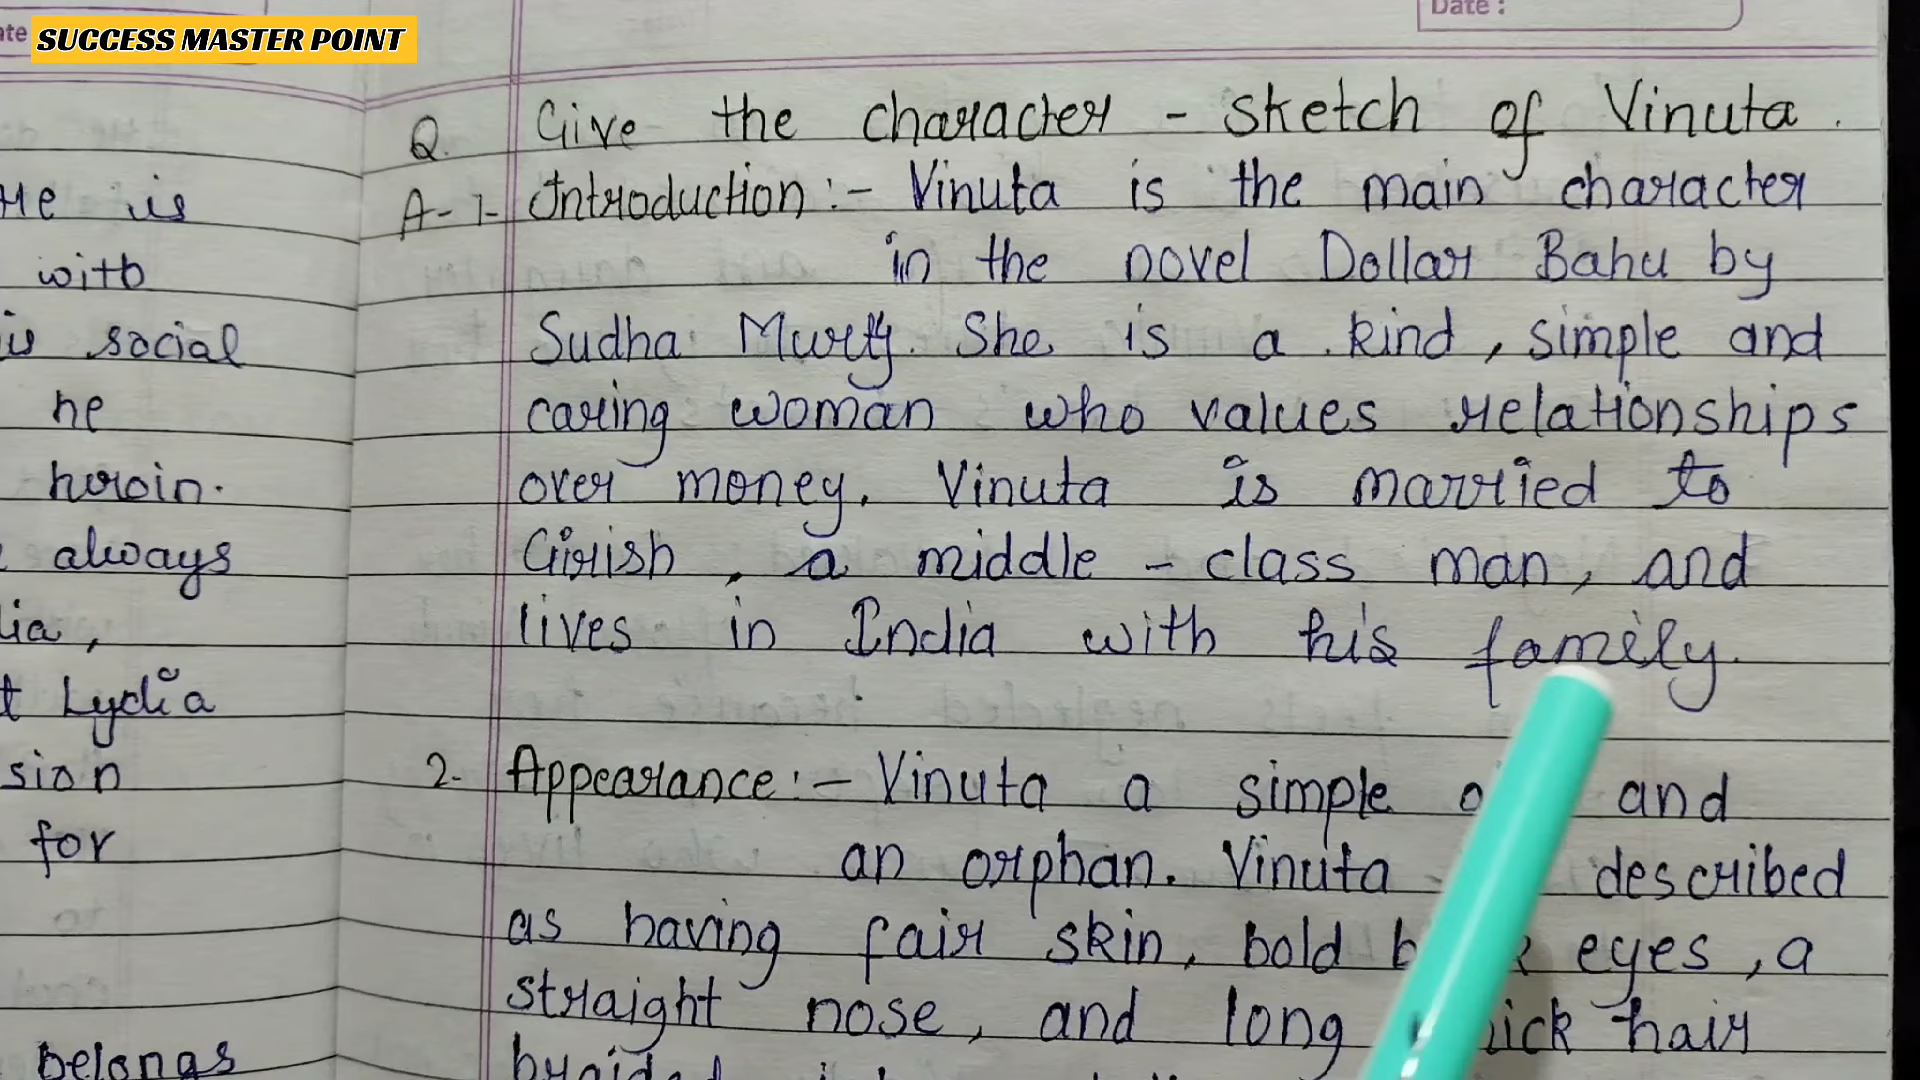 SUCCESS MASTER POINT
ate
Date :
He is
with
is social
he
heroin.
always
lia,
t Lydia
sion
for
belongs
Q. Give the character - sketch of Vinuta.
A-1- Introduction :- Vinuta is the main character
in the novel Dollar Bahu by
Sudha Murty. She is a kind, simple and
caring woman who values relationships
over money. Vinuta is married to
Girish, a middle - class man, and
lives in India with his family.
2- Appearance :- Vinuta a simple and
an orphan. Vinuta described
as having fair skin, bold eyes, a
straight nose, and long hair
braided